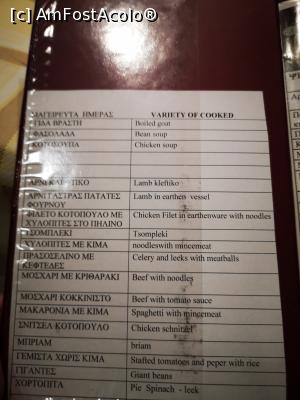 [c] AmFostAcolo®
ΜΑΓΕΙΡΕΥΤΑ ΗΜΕΡΑΣ VARIETY OF COOKED
ΓΙΔΑ ΒΡΑΣΤΗ Boiled goat
ΦΑΣΟΛΑΔΑ Bean soup
ΚΟΤΟΣΟΥΠΑ Chicken soup
ΑΡΝΙ Lamb kleftiko
ΑΡΝΙ ΓΑΣΤΡΑΣ ΠΑΤΑΤΕΣ Lamb in earthen vessel
ΦΟΥΡΝΟΥ
ΦΙΛΕΤΟ ΚΟΤΟΠΟΥΛΟ ΜΕ Chicken Filet in earthenware with noodles
ΧΥΛΟΠΙΤΕΣ ΣΤΟ ΠΗΛΙΝΟ
ΤΣΟΜΠΛΕΚΙ Tsompleki
ΧΥΛΟΠΙΤΕΣ ΜΕ ΚΙΜΑ noodleswith mincemeat
ΠΡΑΣΟΣΕΛΙΝΟ ΜΕ Celery and leeks with meatballs
ΚΕΦΤΕΔΕΣ
ΜΟΣΧΑΡΙ ΜΕ ΚΡΙΘΑΡΑΚΙ Beef with noodles
ΜΟΣΧΑΡΙ ΚΟΚΚΙΝΙΣΤΟ Beef with tomato sauce
ΜΑΚΑΡΟΝΙΑ ΜΕ ΚΙΜΑ Spaghetti with mincemeat
ΣΝΙΤΣΕΛ ΚΟΤΟΠΟΥΛΟ Chicken schnitzel
ΜΠΡΙΑΜ briam
ΓΕΜΙΣΤΑ ΧΩΡΙΣ ΚΙΜΑ Staffed tomatoes and peper with rice
ΓΙΓΑΝΤΕΣ Giant beans
ΧΟΡΤΟΠΙΤΑ Pie Spinach - leek